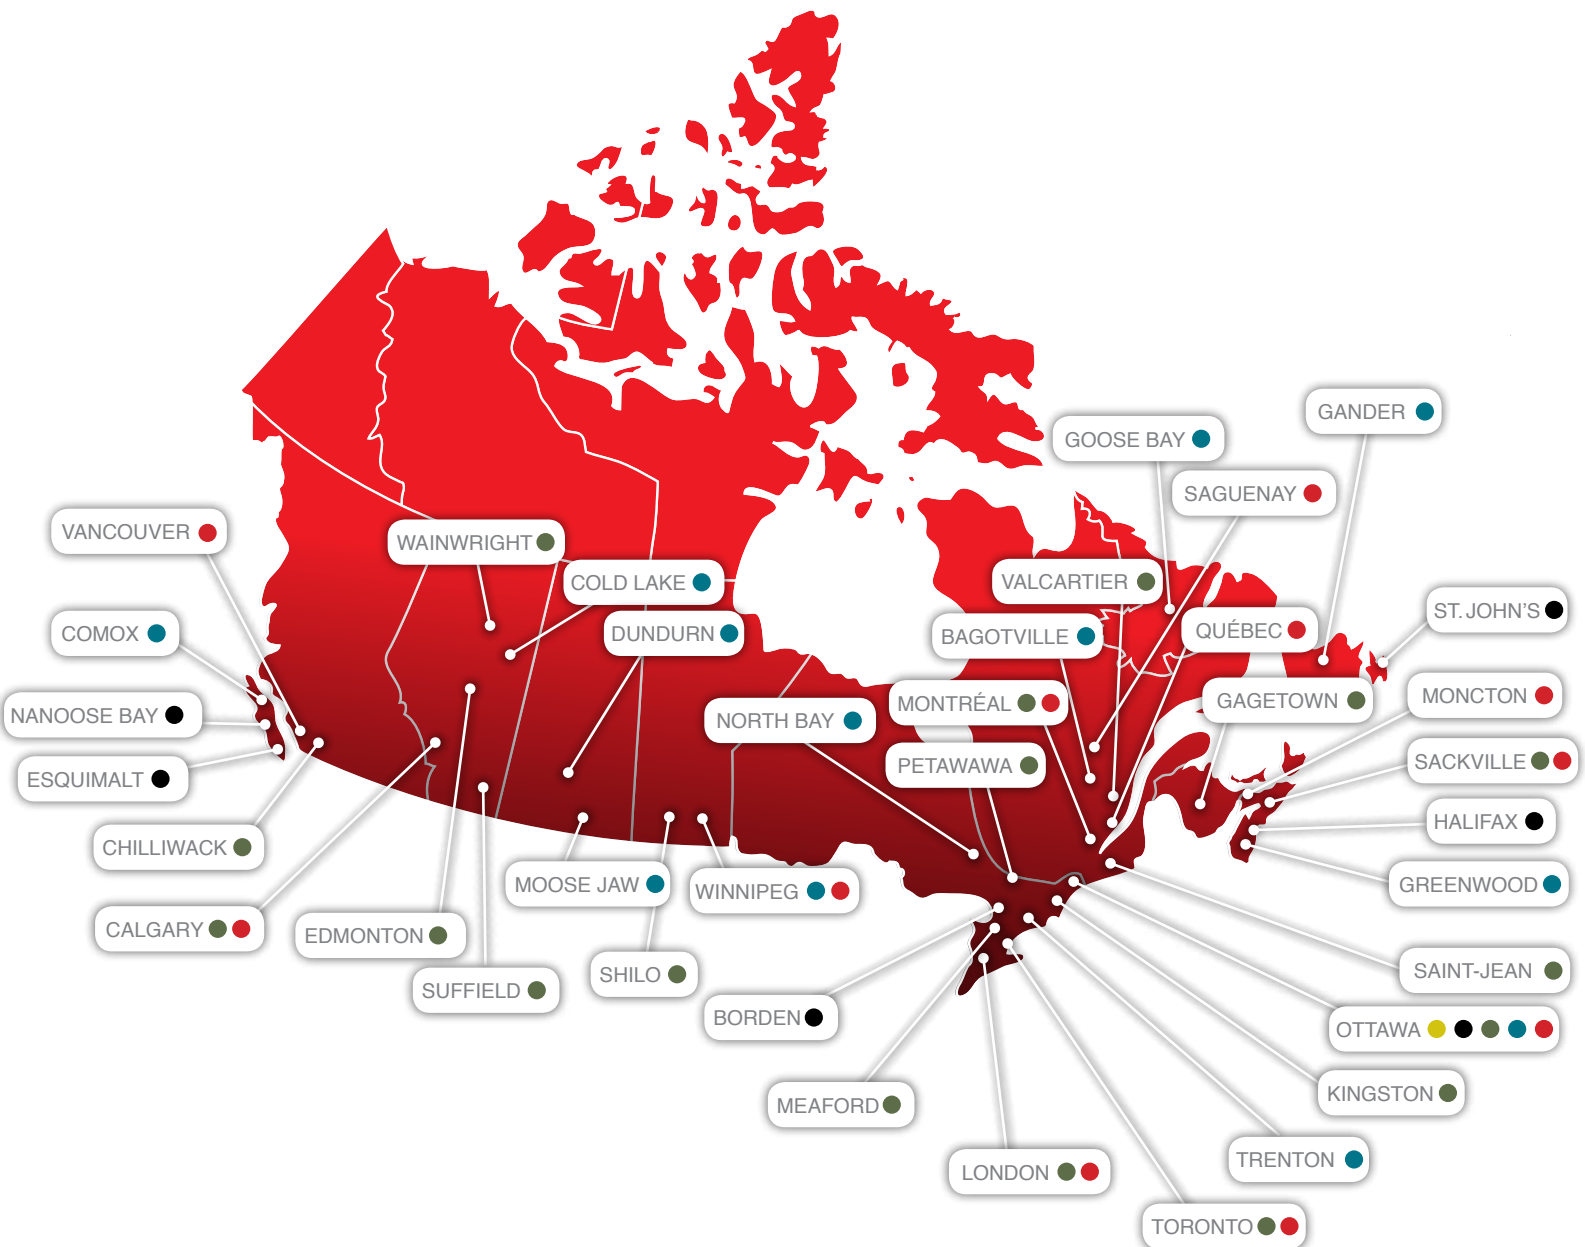 GANDER
GOOSE BAY
SAGUENAY
VANCOUVER
WAINWRIGHT
COLD LAKE
VALCARTIER
ST. JOHN'S
COMOX
DUNDURN
BAGOTVILLE
QUÉBEC
NANOOSE BAY
NORTH BAY
MONTRÉAL
GAGETOWN
MONCTON
ESQUIMALT
PETAWAWA
SACKVILLE
CHILLIWACK
HALIFAX
MOOSE JAW
WINNIPEG
GREENWOOD
CALGARY
EDMONTON
SHILO
SAINT-JEAN
SUFFIELD
BORDEN
OTTAWA
MEAFORD
KINGSTON
LONDON
TRENTON
TORONTO